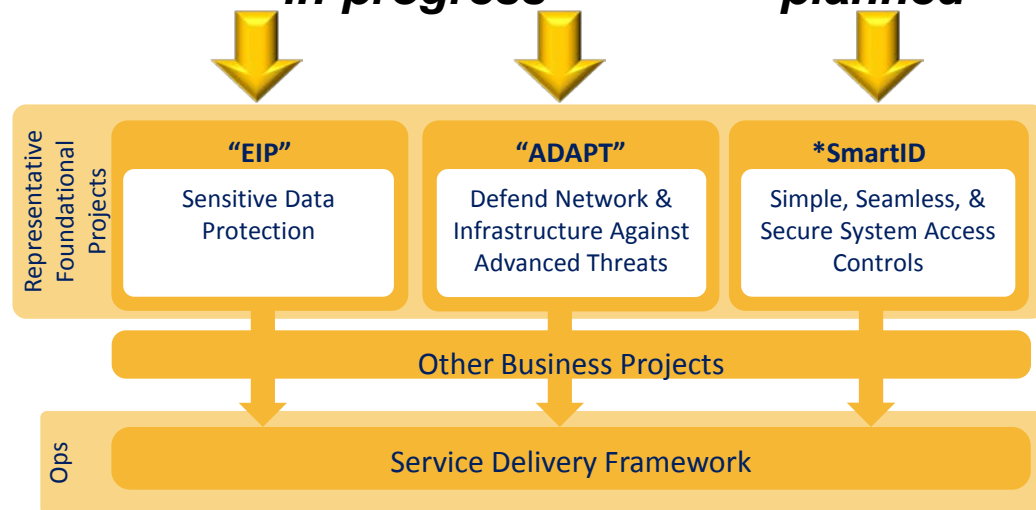 in-progress
planned
Representative
Foundational
Projects
“EIP”
Sensitive Data
Protection
“ADAPT”
Defend Network &
Infrastructure Against
Advanced Threats
*SmartID
Simple, Seamless, &
Secure System Access
Controls
Other Business Projects
Ops
Service Delivery Framework